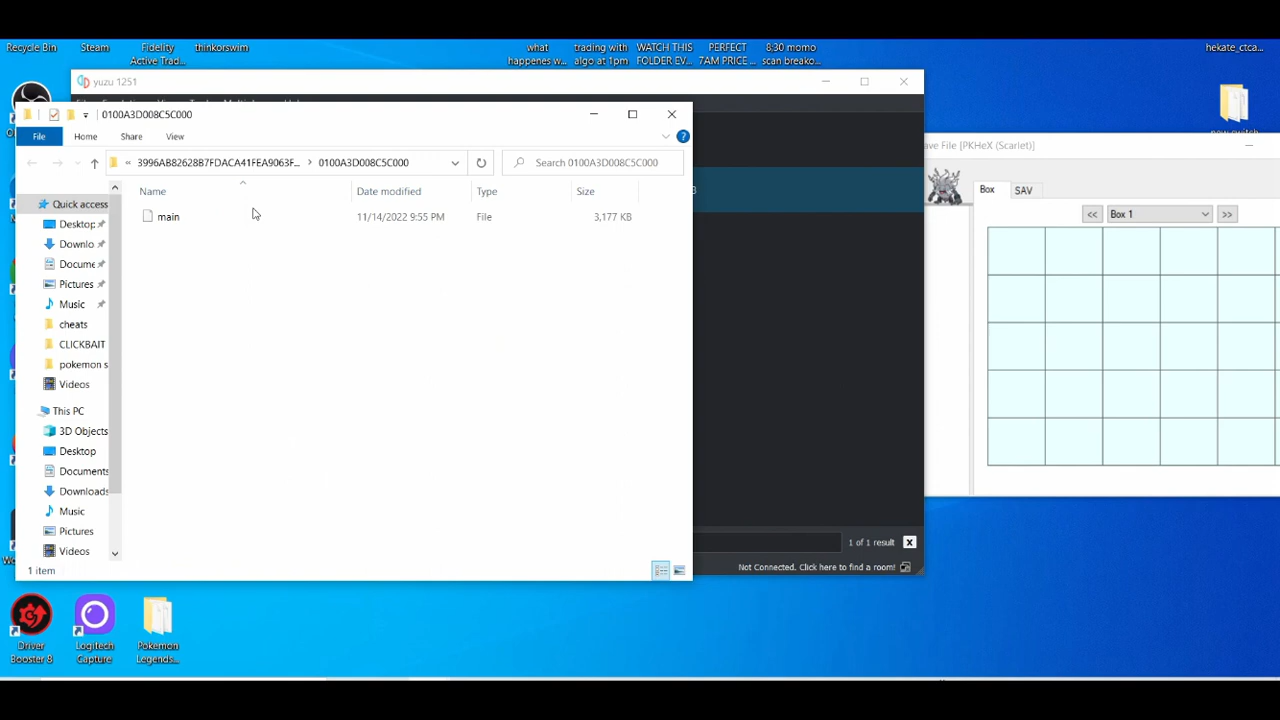 Recycle Bin
Steam
Fidelity
Active Trad...
thinkorswim
what
happenes w...
trading with
algo at 1pm
WATCH THIS
FOLDER EV...
PERFECT
7AM PRICE ...
8:30 momo
scan breako...
hekate_ctca...
yuzu 1251
0100A3D008C5C000
File
Home
Share
View
3996AB82628B7FDACA41FEA9063F...
0100A3D008C5C000
Search 0100A3D008C5C000
Name
Date modified
Type
Size
main
11/14/2022 9:55 PM
File
3,177 KB
Quick access
Desktop
Downlo
Docume
Pictures
Music
cheats
CLICKBAIT
pokemon s
Videos
This PC
3D Objects
Desktop
Documents
Downloads
Music
Pictures
Videos
1 item
3
1 of 1 result
X
Not Connected. Click here to find a room!
ave File [PKHeX (Scarlet)]
Box
SAV
<<
Box 1
>>
Driver
Booster 8
Logitech
Capture
Pokemon
Legends...